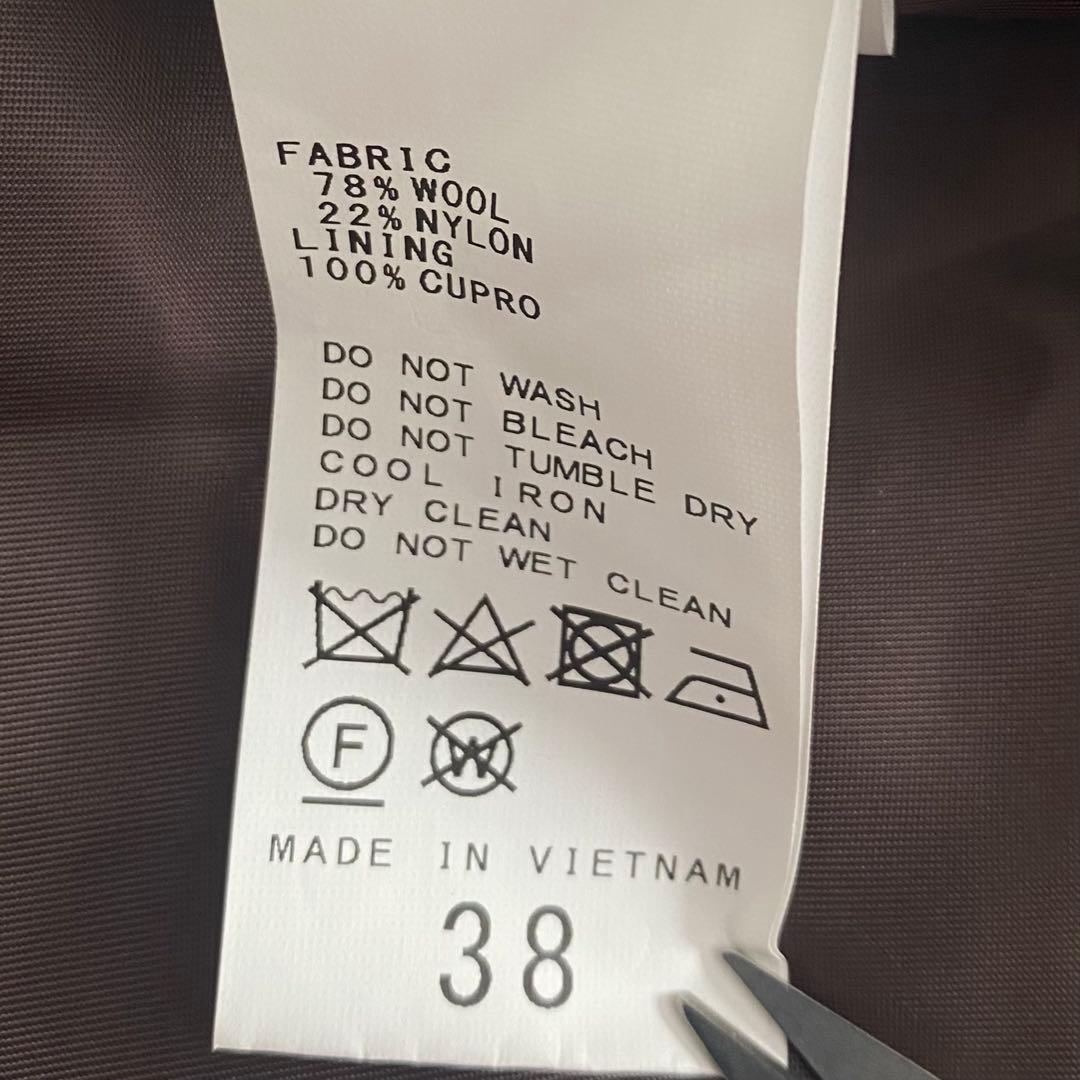 FABRIC
78% WOOL
22% NYLON
LINING
100% CUPRO
DO NOT WASH
DO NOT BLEACH
DO NOT TUMBLE DRY
COOL IRON
DRY CLEAN
DO NOT WET CLEAN
F W
MADE IN VIETNAM
38